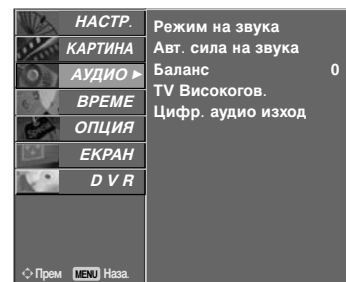 НАСТР.
КАРТИНА
АУДИО ►
ВРЕМЕ
ОПЦИЯ
ЕКРАН
D V R
Прем MENU Наза.
Режим на звука
Авт. сила на звука
Баланс 0
TV Високогов.
Цифр. аудио изход